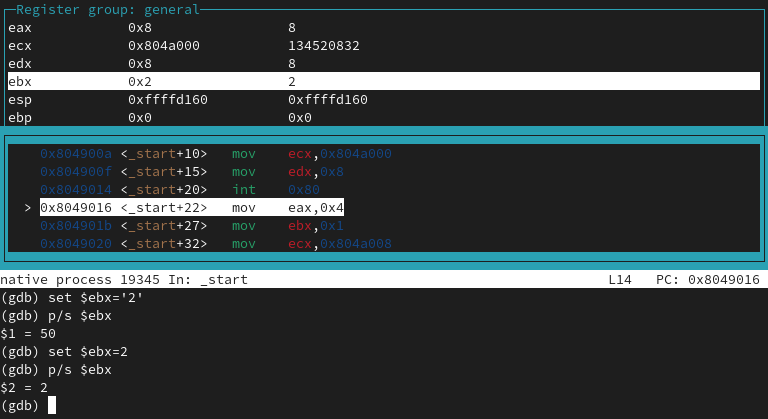 Register group: general
eax 0x8 8
ecx 0x804a000 134520832
edx 0x8 8
ebx 0x2 2
esp 0xffffd160 0xffffd160
ebp 0x0 0x0
0x804900a <_start+10> mov ecx,0x804a000
0x804900f <_start+15> mov edx,0x8
0x8049014 <_start+20> int 0x80
> 0x8049016 <_start+22> mov eax,0x4
0x804901b <_start+27> mov ebx,0x1
0x8049020 <_start+32> mov ecx,0x804a008
native process 19345 In: _start L14 PC: 0x8049016
(gdb) set $ebx='2'
(gdb) p/s $ebx
$1 = 50
(gdb) set $ebx=2
(gdb) p/s $ebx
$2 = 2
(gdb)